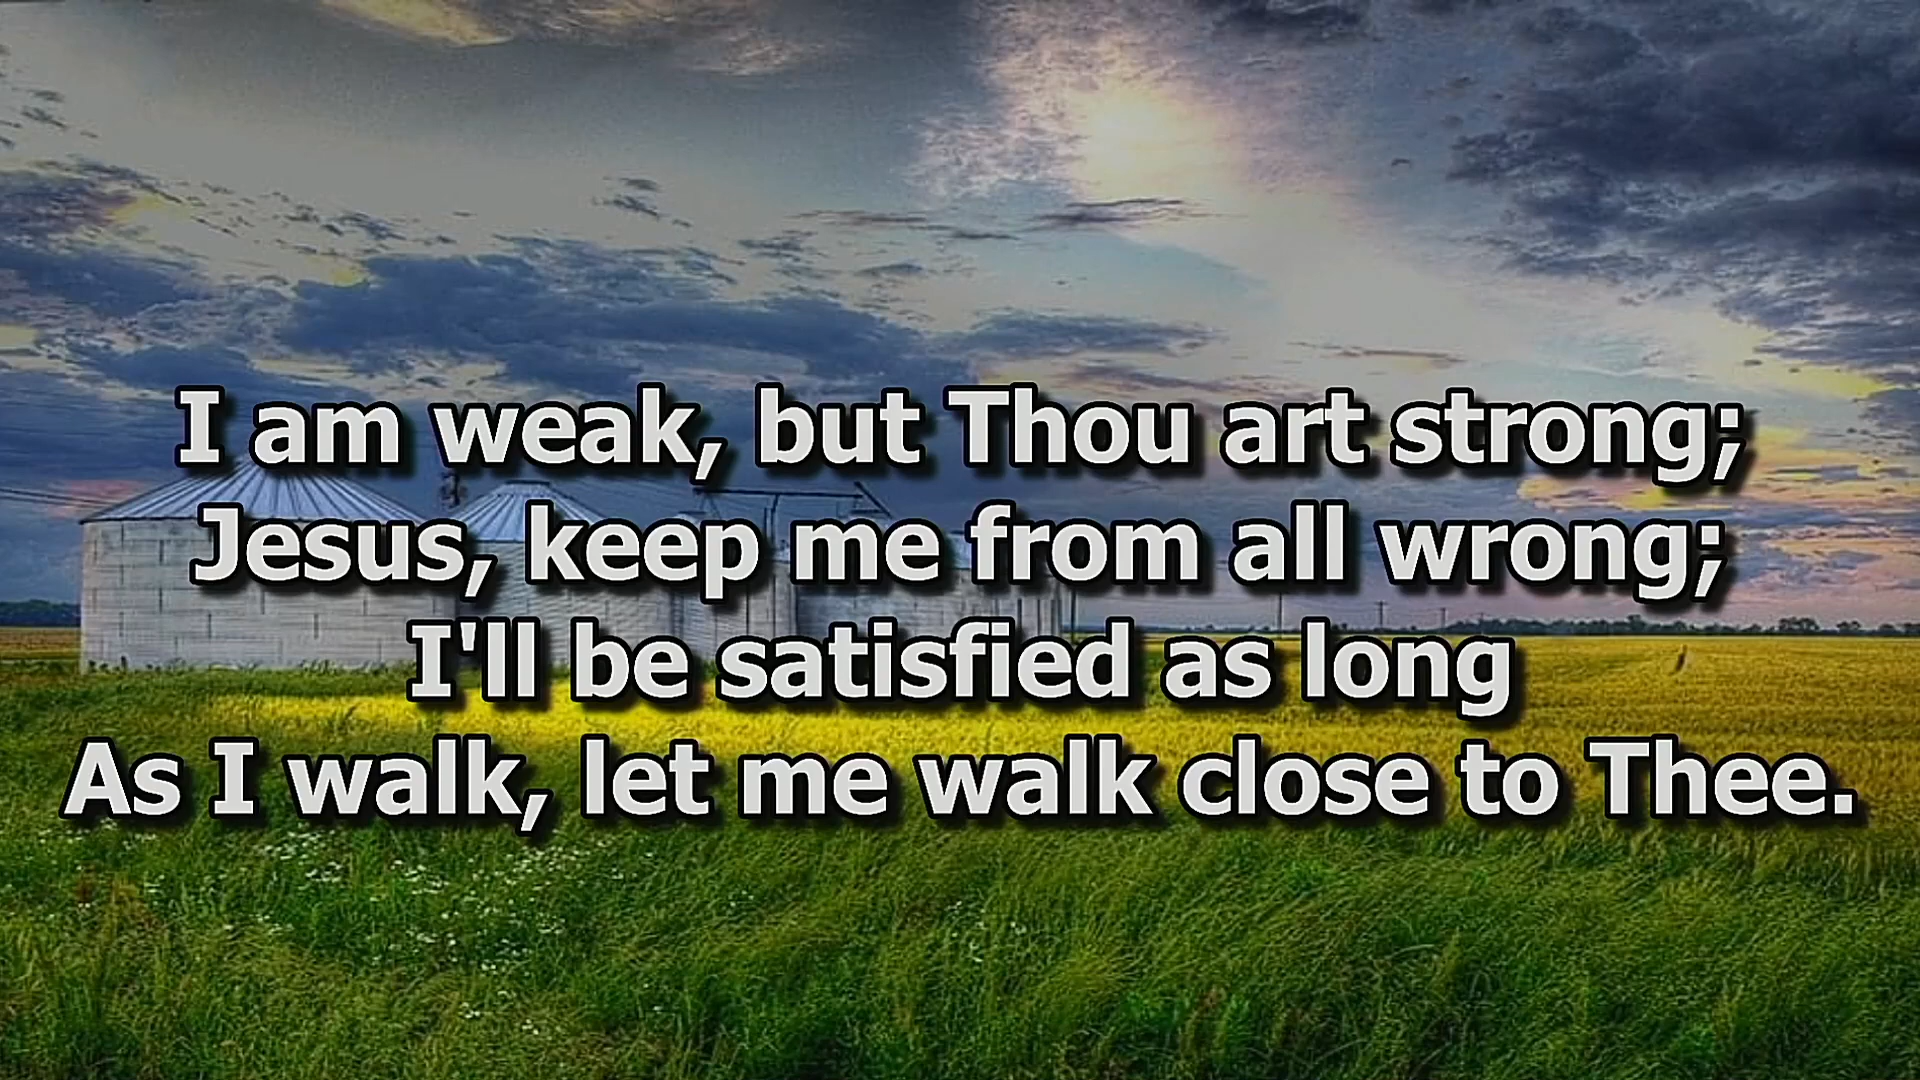 I am weak, but Thou art strong;
Jesus, keep me from all wrong;
I'll be satisfied as long
As I walk, let me walk close to Thee.